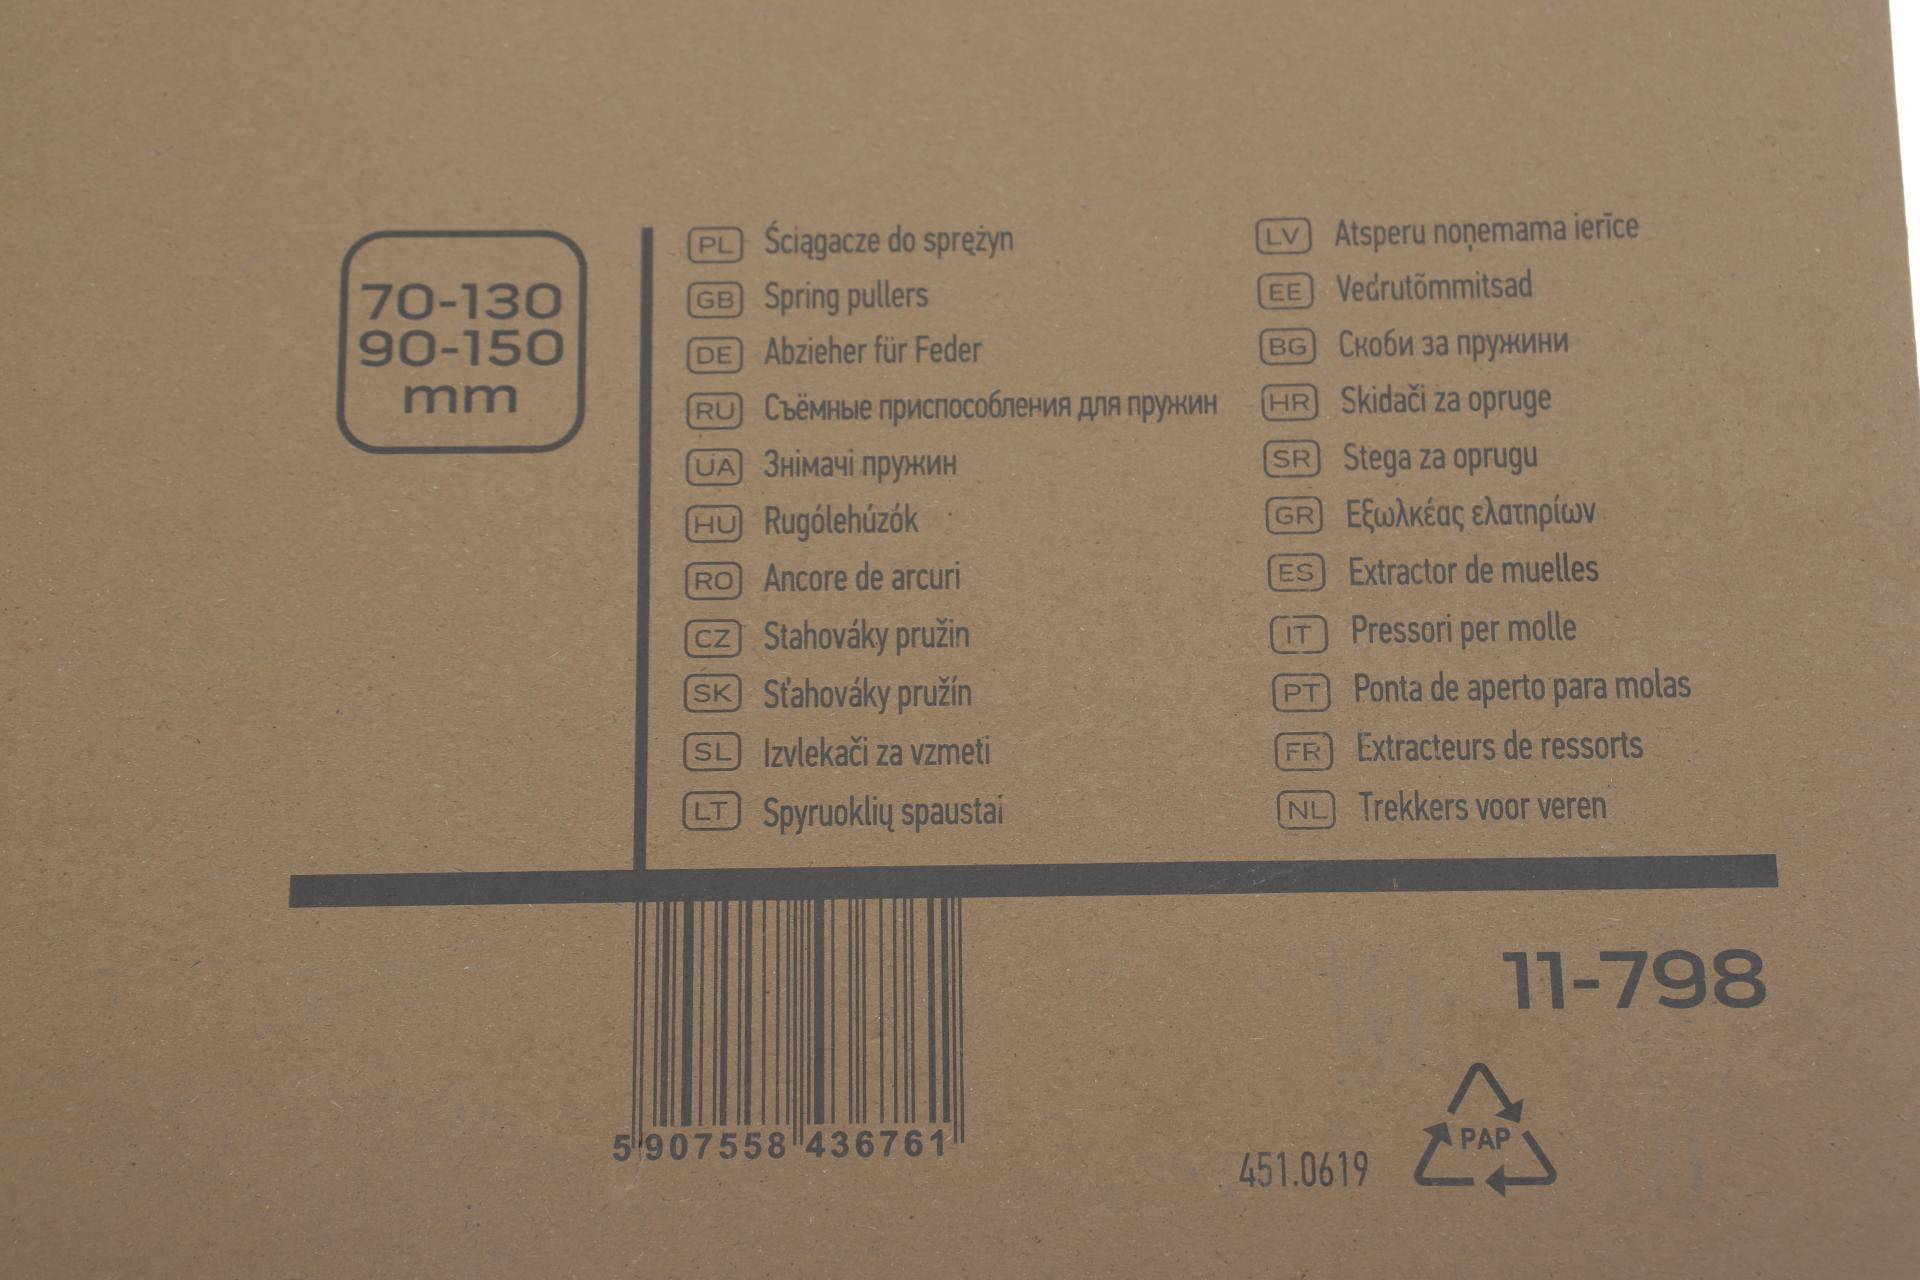 70-130
90-150
mm
PL Ściągacze do sprężyn
GB Spring pullers
DE Abzieher für Feder
RU Съёмные приспособления для пружин
UA Знімачі пружин
HU Rugólehúzók
RO Ancore de arcuri
CZ Stahováky pružin
SK Sťahováky pružín
SL Izvlekači za vzmeti
LT Spyruoklių spaustai
LV Atsperu noņemama ierīce
EE Vedrutõmmitsad
BG Скоби за пружини
HR Skidači za opruge
SR Stega za oprugu
GR Εξωλκέας ελατηρίων
ES Extractor de muelles
IT Pressori per molle
PT Ponta de aperto para molas
FR Extracteurs de ressorts
NL Trekkers voor veren
11-798
5 907558 436761
451.0619
PAP